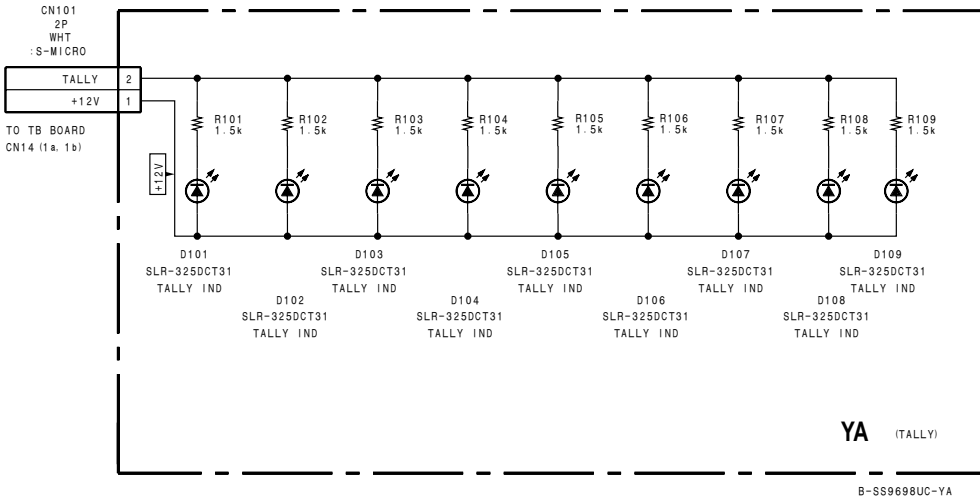 CN101
2P
WHT
:S-MICRO
TALLY 2
+12V 1
TO TB BOARD
CN14 (1a, 1b)
+12V
R101 R102 R103 R104 R105 R106 R107 R108 R109
1.5k 1.5k 1.5k 1.5k 1.5k 1.5k 1.5k 1.5k 1.5k
D101 D103 D105 D107 D109
SLR-325DCT31 SLR-325DCT31 SLR-325DCT31 SLR-325DCT31 SLR-325DCT31
TALLY IND TALLY IND TALLY IND TALLY IND TALLY IND
D102 D104 D106 D108
SLR-325DCT31 SLR-325DCT31 SLR-325DCT31 SLR-325DCT31
TALLY IND TALLY IND TALLY IND TALLY IND
YA (TALLY)
B-SS9698UC-YA